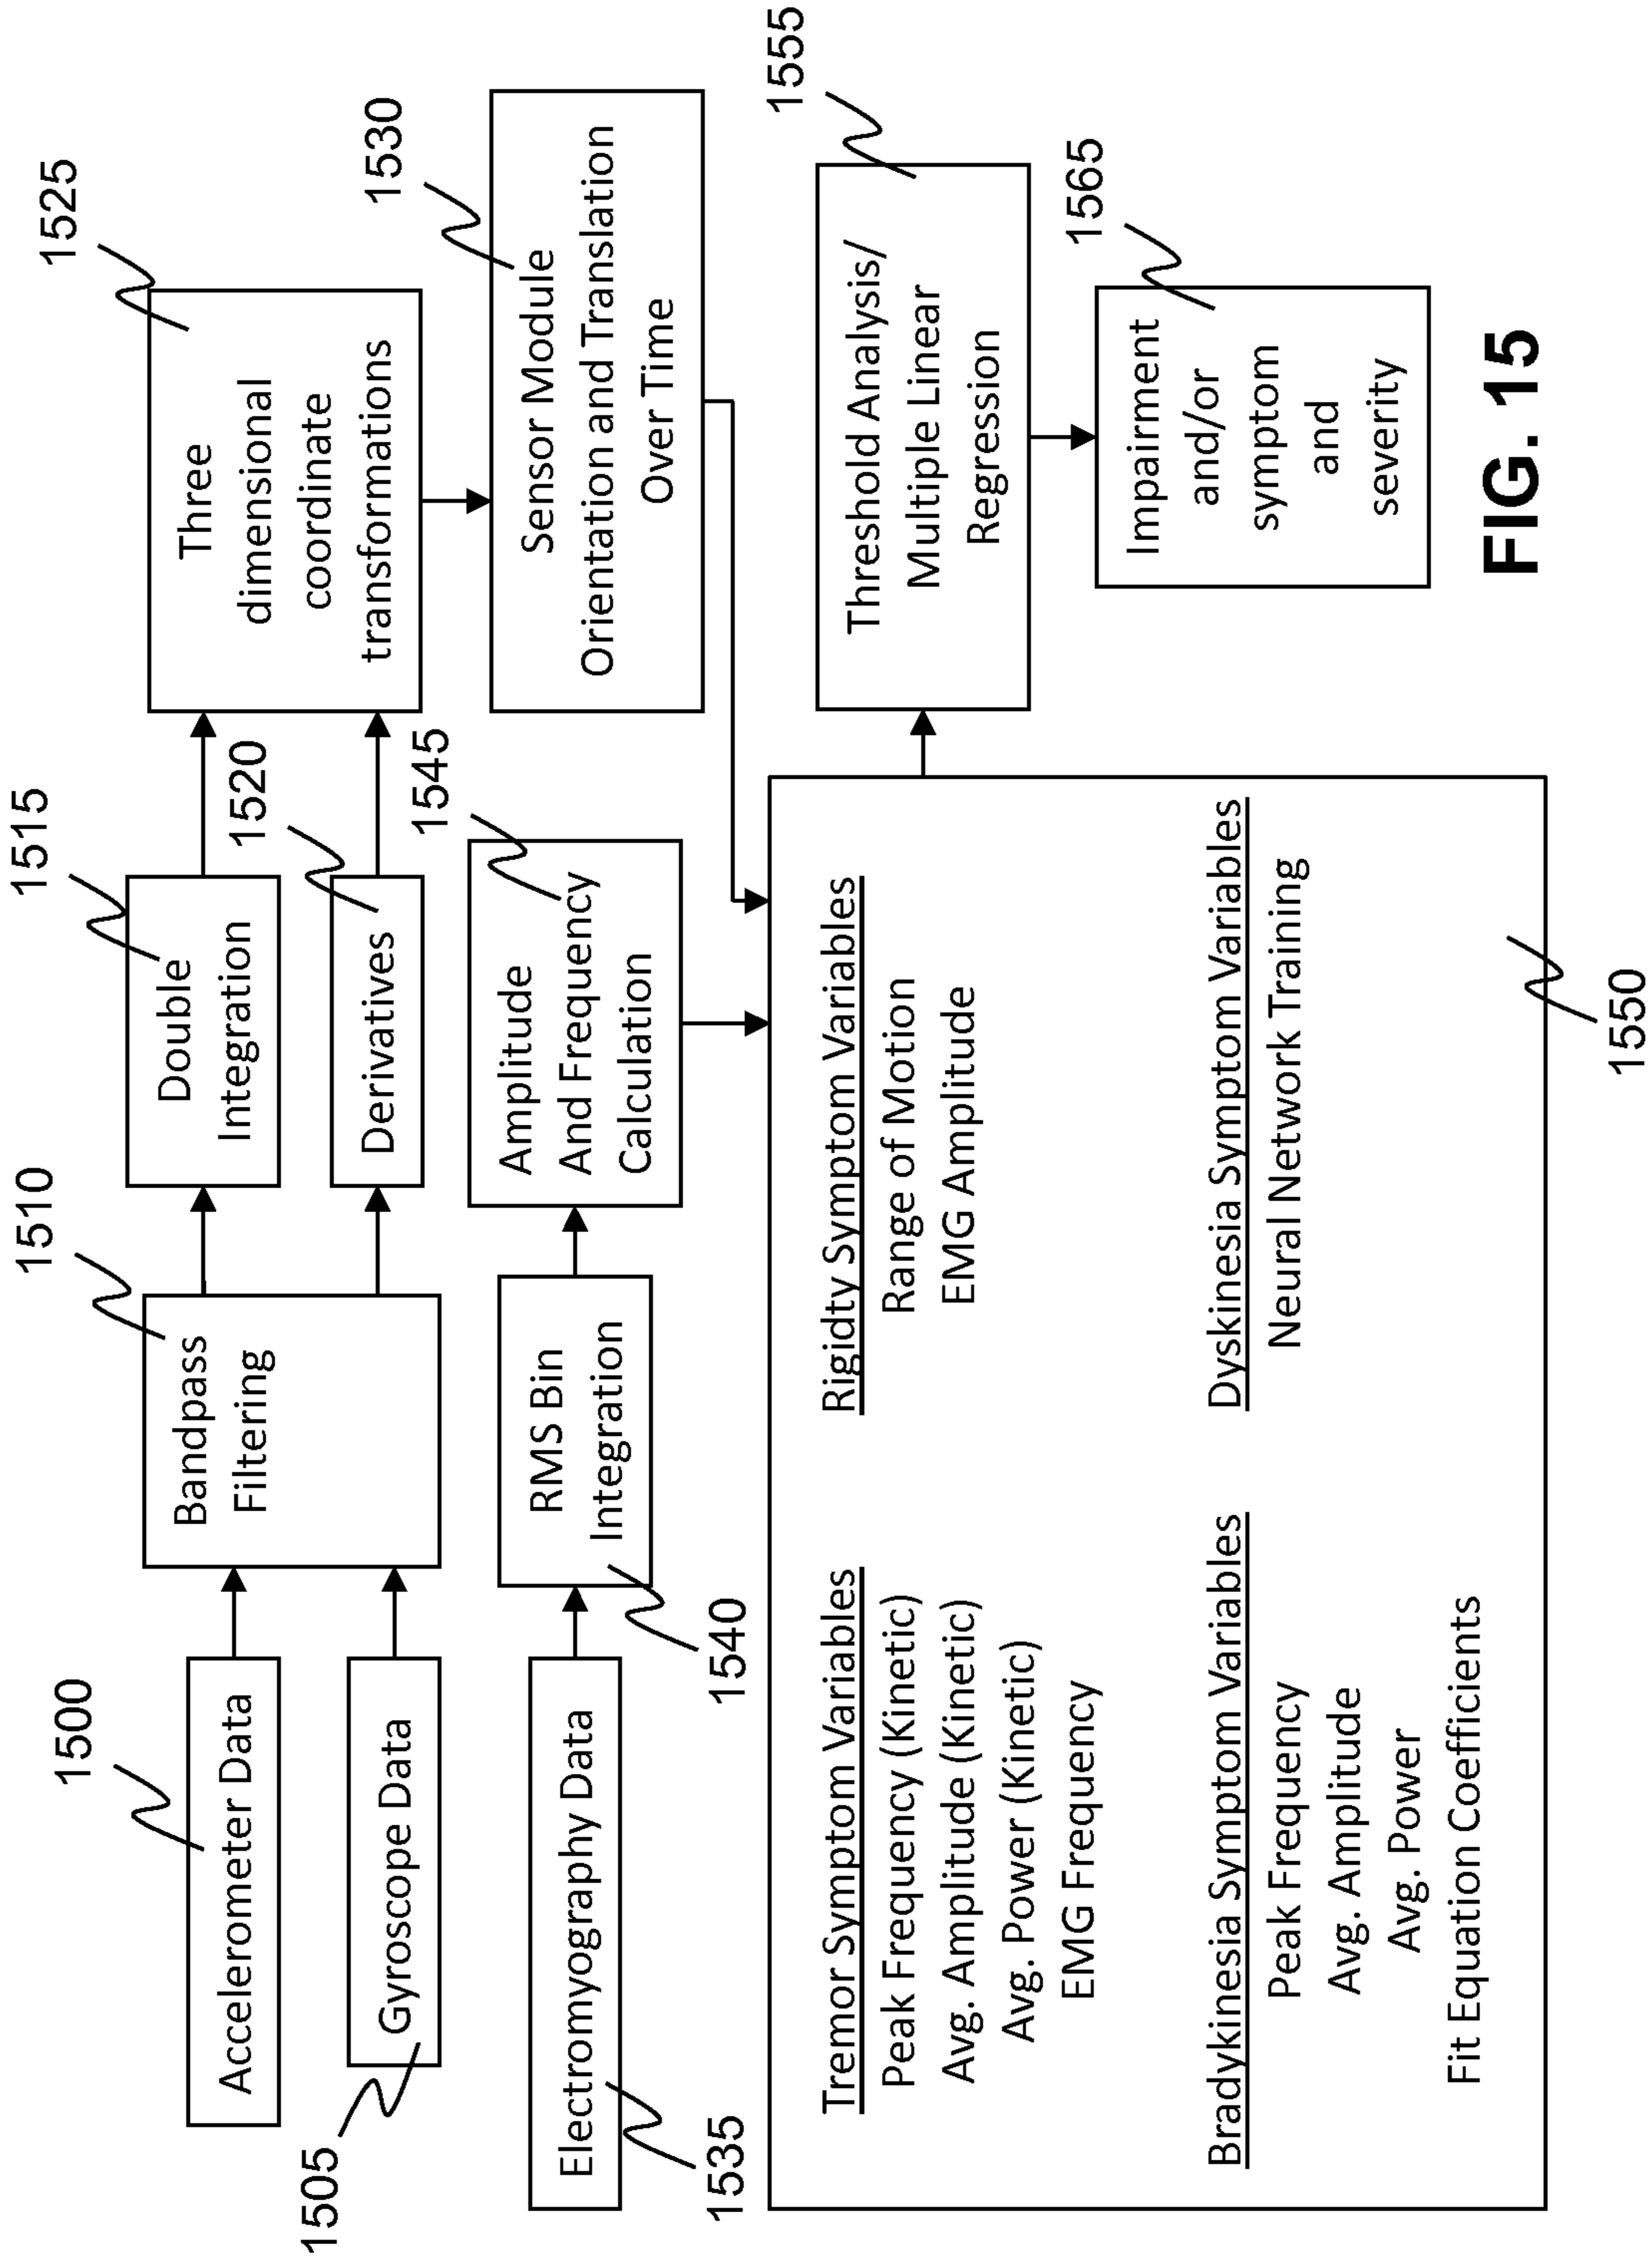 1500
Accelerometer Data
1505
Gyroscope Data
1510
Bandpass
Filtering
1515
Double
Integration
1520
Derivatives
1525
Three
dimensional
coordinate
transformations
1530
Sensor Module
Orientation and Translation
Over Time
1535
Electromyography Data
1540
RMS Bin
Integration
1545
Amplitude
And Frequency
Calculation
Tremor Symptom Variables
Peak Frequency (Kinetic)
Avg. Amplitude (Kinetic)
Avg. Power (Kinetic)
EMG Frequency
Rigidty Symptom Variables
Range of Motion
EMG Amplitude
Bradykinesia Symptom Variables
Peak Frequency
Avg. Amplitude
Avg. Power
Fit Equation Coefficients
Dyskinesia Symptom Variables
Neural Network Training
1550
1555
Threshold Analysis/
Multiple Linear
Regression
1565
Impairment
and/or
symptom
and
severity
FIG. 15